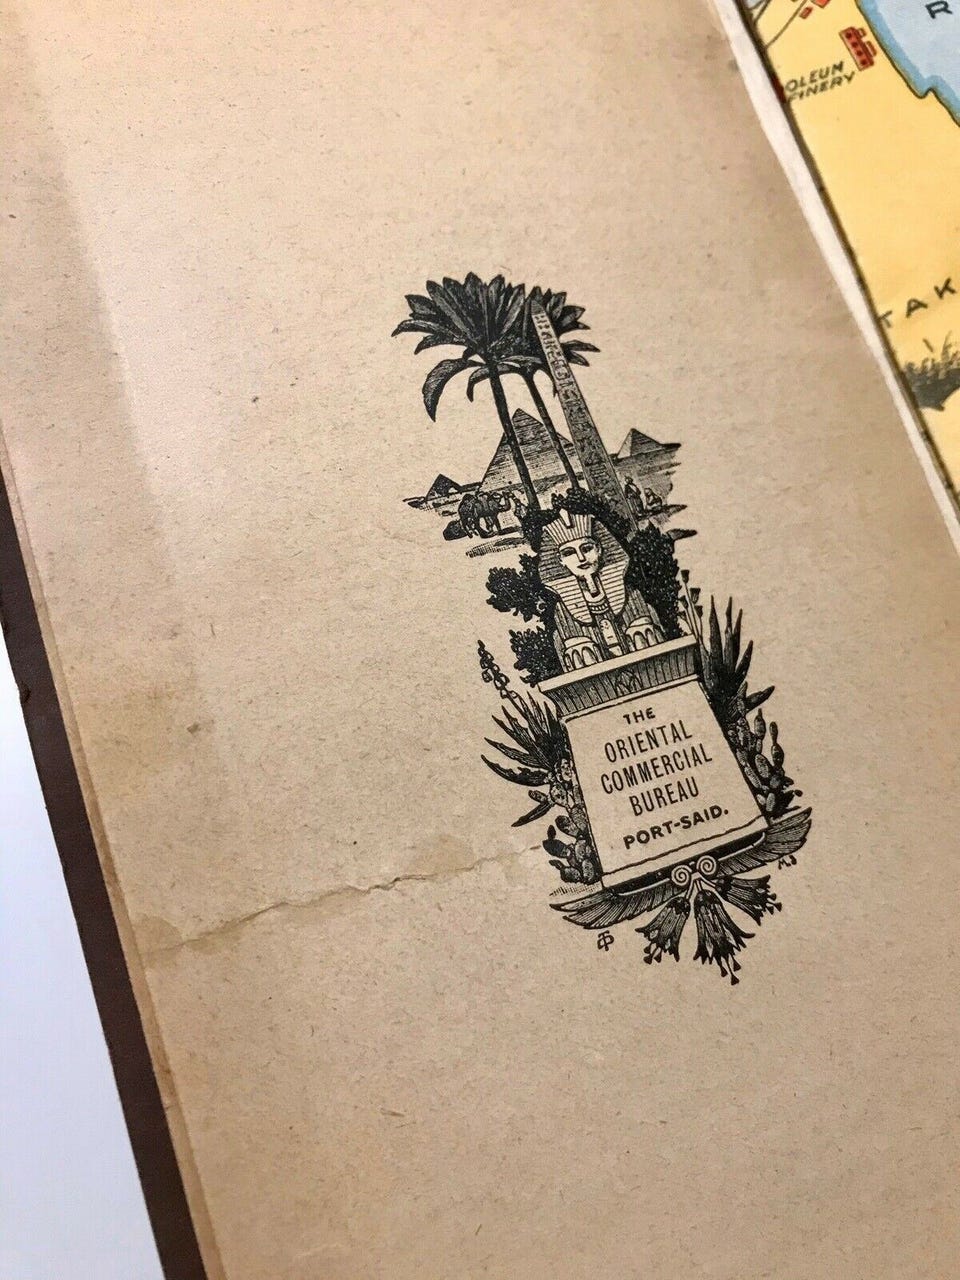 THE
ORIENTAL
COMMERCIAL
BUREAU
PORT-SAID.
OLEUM
FINERY
TAK
R